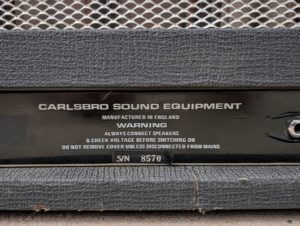 CARLSBRO SOUND EQUIPMENT
MANUFACTURED IN ENGLAND
WARNING
ALWAYS CONNECT SPEAKERS
& CHECK VOLTAGE BEFORE SWITCHING ON
DO NOT REMOVE COVER UNLESS DISCONNECTED FROM MAINS
S/N 8570